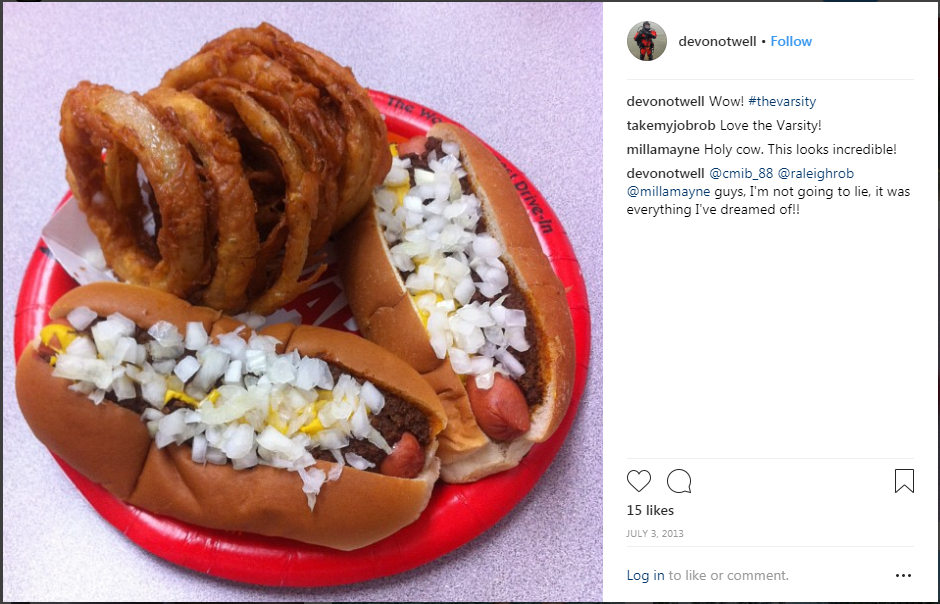 devonotwell • Follow
devonotwell Wow! #thevarsity
takemyjobrob Love the Varsity!
millamayne Holy cow. This looks incredible!
devonotwell @cmib_88 @raleighrob
@millamayne guys, I'm not going to lie, it was
everything I've dreamed of!!
15 likes
JULY 3, 2013
Log in to like or comment.
The
Drive-In